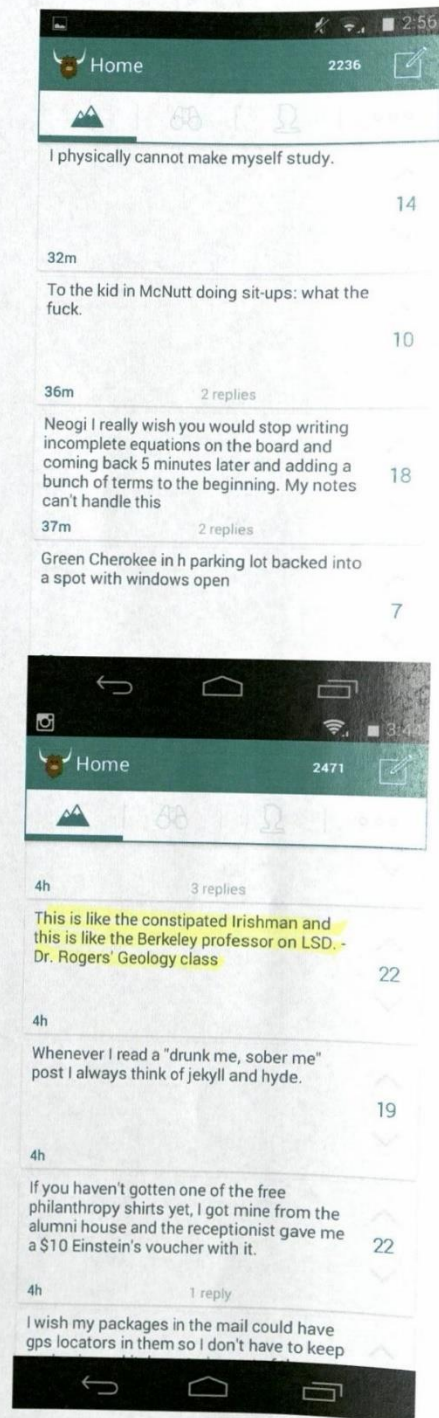 2:56
Home
2236
I physically cannot make myself study.
14
32m
To the kid in McNutt doing sit-ups: what the
fuck.
10
36m
2 replies
Neogi I really wish you would stop writing
incomplete equations on the board and
coming back 5 minutes later and adding a
bunch of terms to the beginning. My notes
can't handle this
18
37m
2 replies
Green Cherokee in h parking lot backed into
a spot with windows open
7
Home
2471
4h
3 replies
This is like the constipated Irishman and
this is like the Berkeley professor on LSD. -
Dr. Rogers' Geology class
22
4h
Whenever I read a "drunk me, sober me"
post I always think of jekyll and hyde.
19
4h
If you haven't gotten one of the free
philanthropy shirts yet, I got mine from the
alumni house and the receptionist gave me
a $10 Einstein's voucher with it.
22
4h
1 reply
I wish my packages in the mail could have
gps locators in them so I don't have to keep